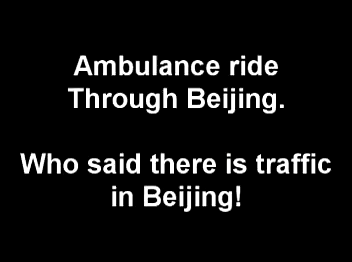 Ambulance ride
Through Beijing.
Who said there is traffic
in Beijing!